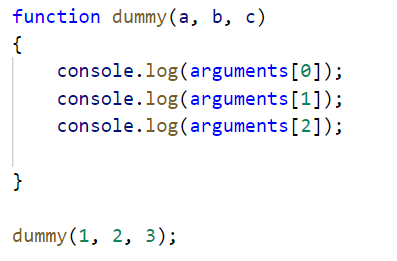 function dummy(a, b, c)
{
    console.log(arguments[0]);
    console.log(arguments[1]);
    console.log(arguments[2]);
}
dummy(1, 2, 3);